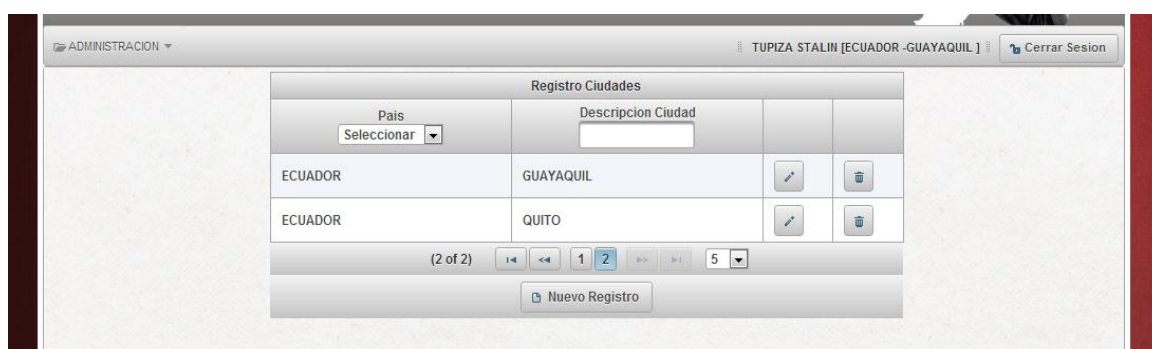 ADMINISTRACION
TUPIZA STALIN [ECUADOR -GUAYAQUIL ]
Cerrar Sesion
Registro Ciudades
Pais
Descripcion Ciudad
Seleccionar
ECUADOR GUAYAQUIL
ECUADOR QUITO
(2 of 2) 1 2 5
Nuevo Registro